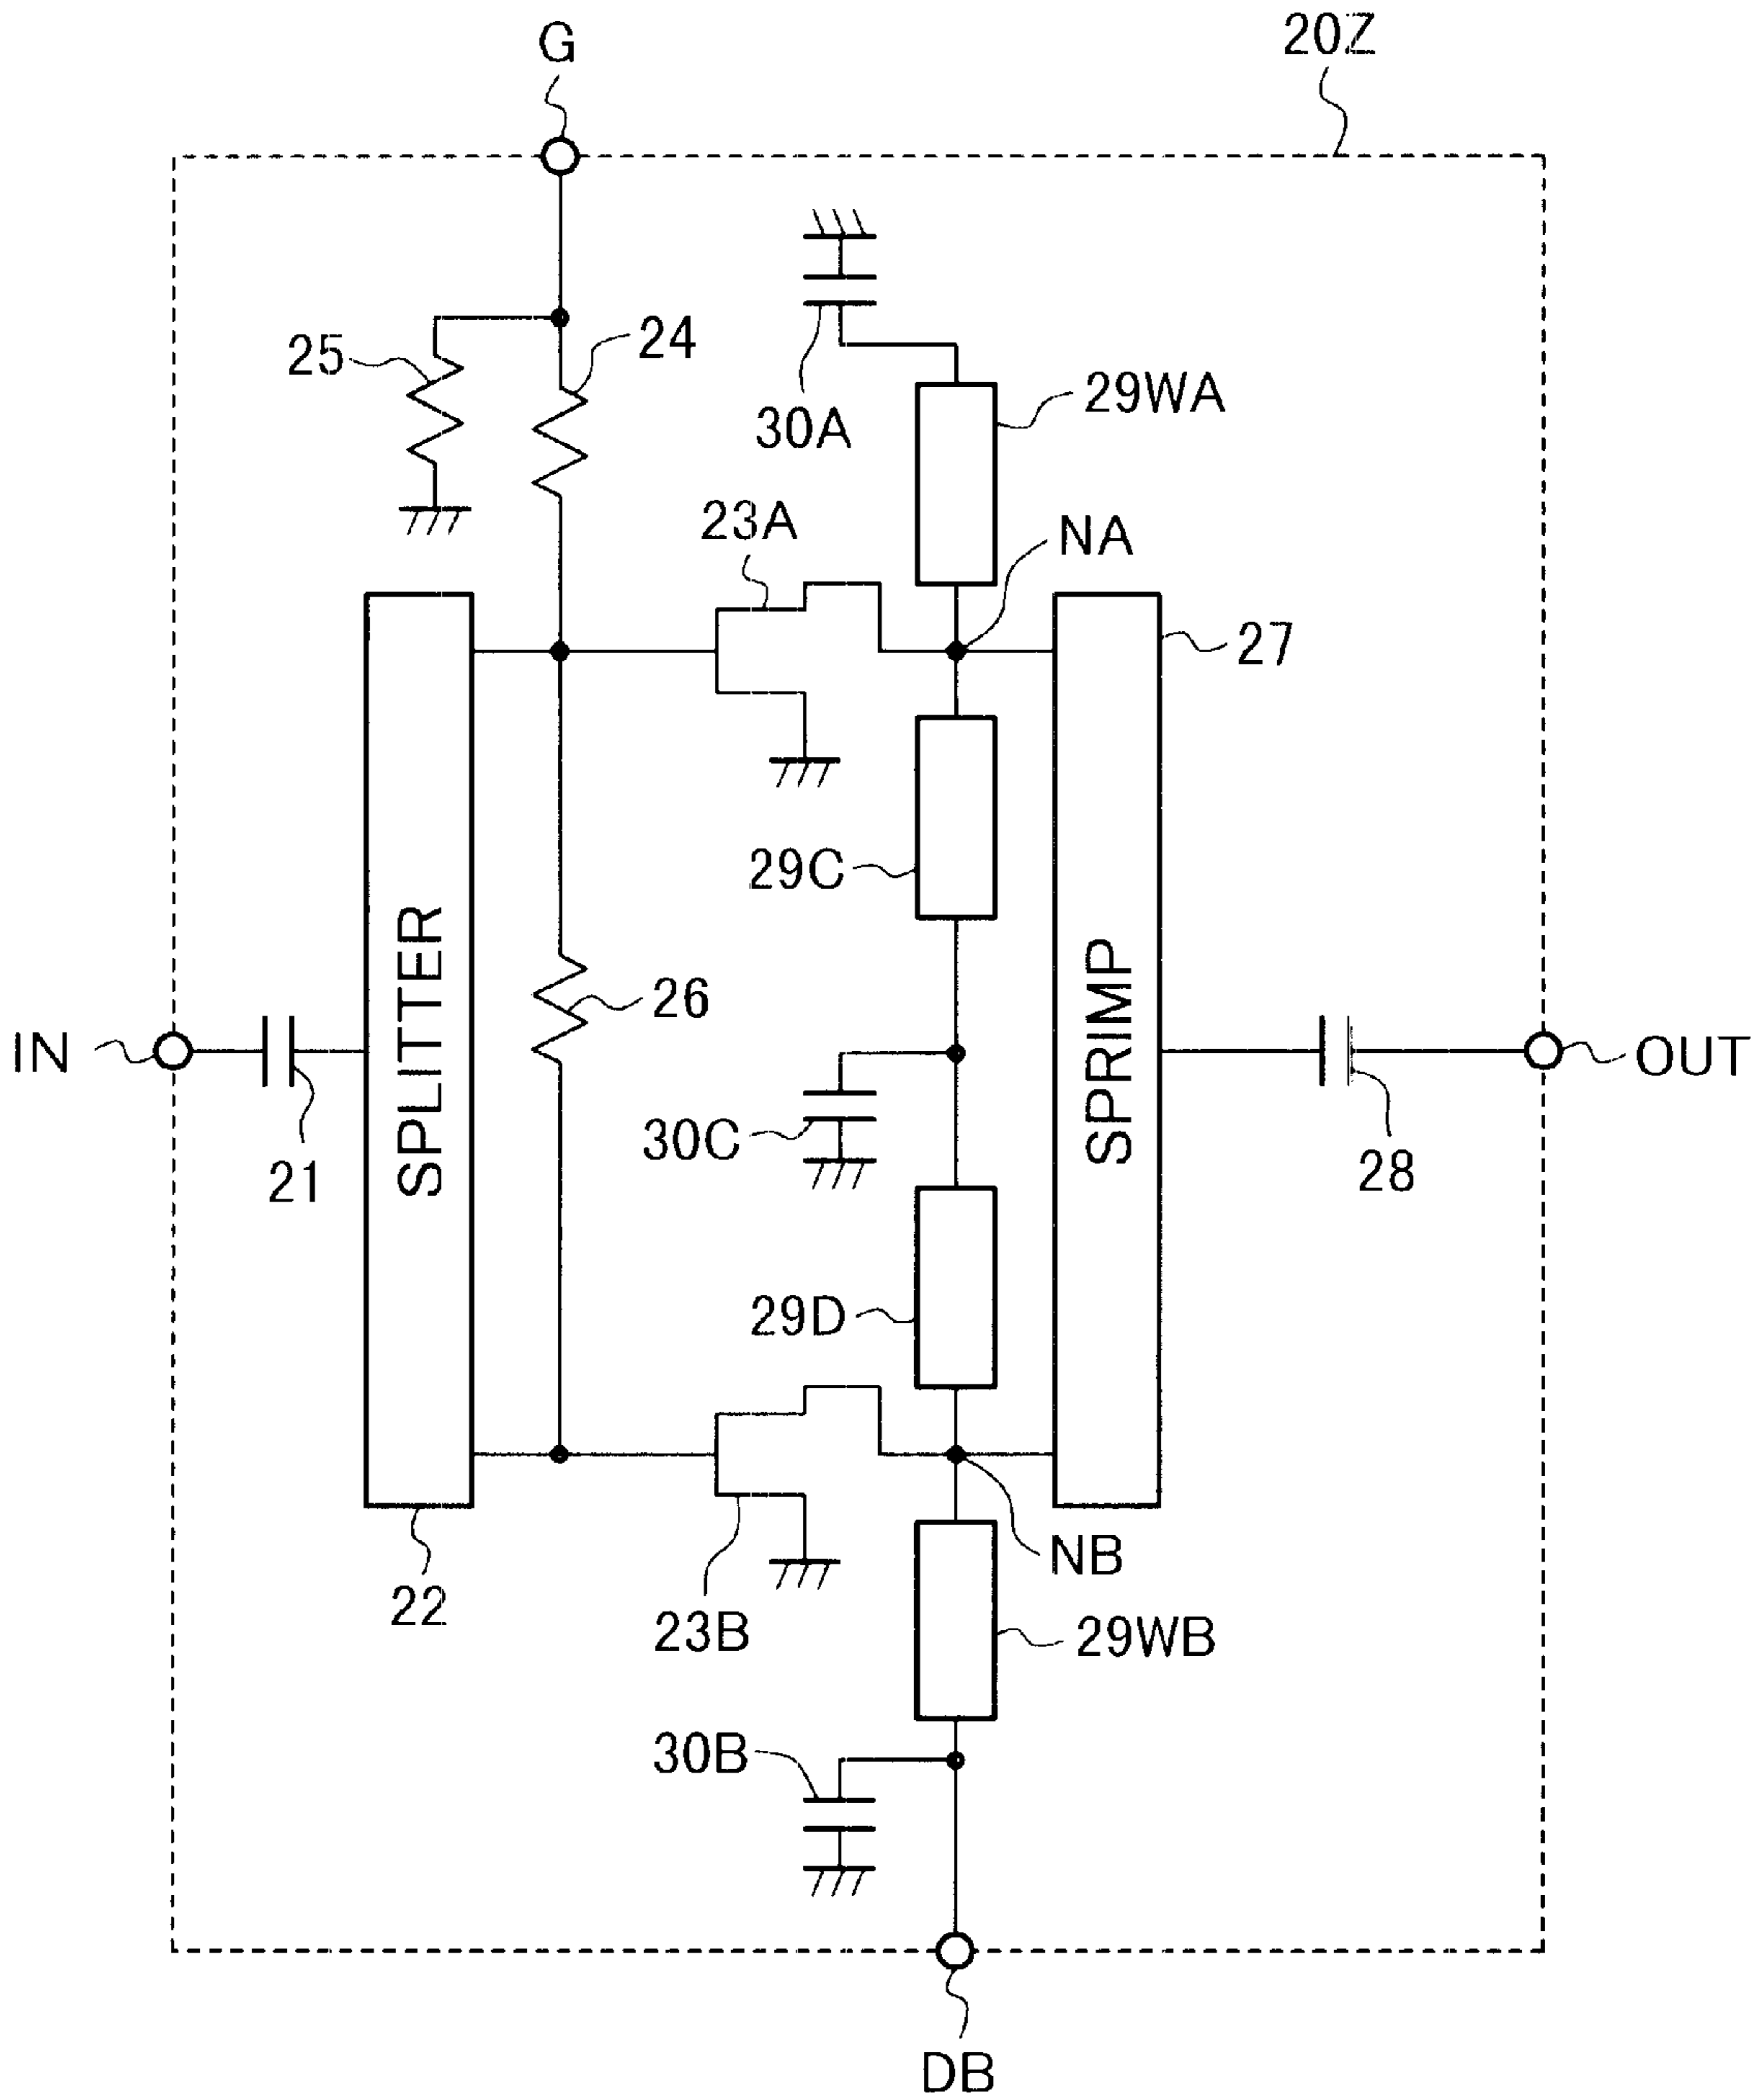 G
20Z
25
24
30A
29WA
23A
NA
27
29C
SPLITTER
26
SPRIMP
IN
OUT
21
30C
28
29D
22
23B
NB
29WB
30B
DB